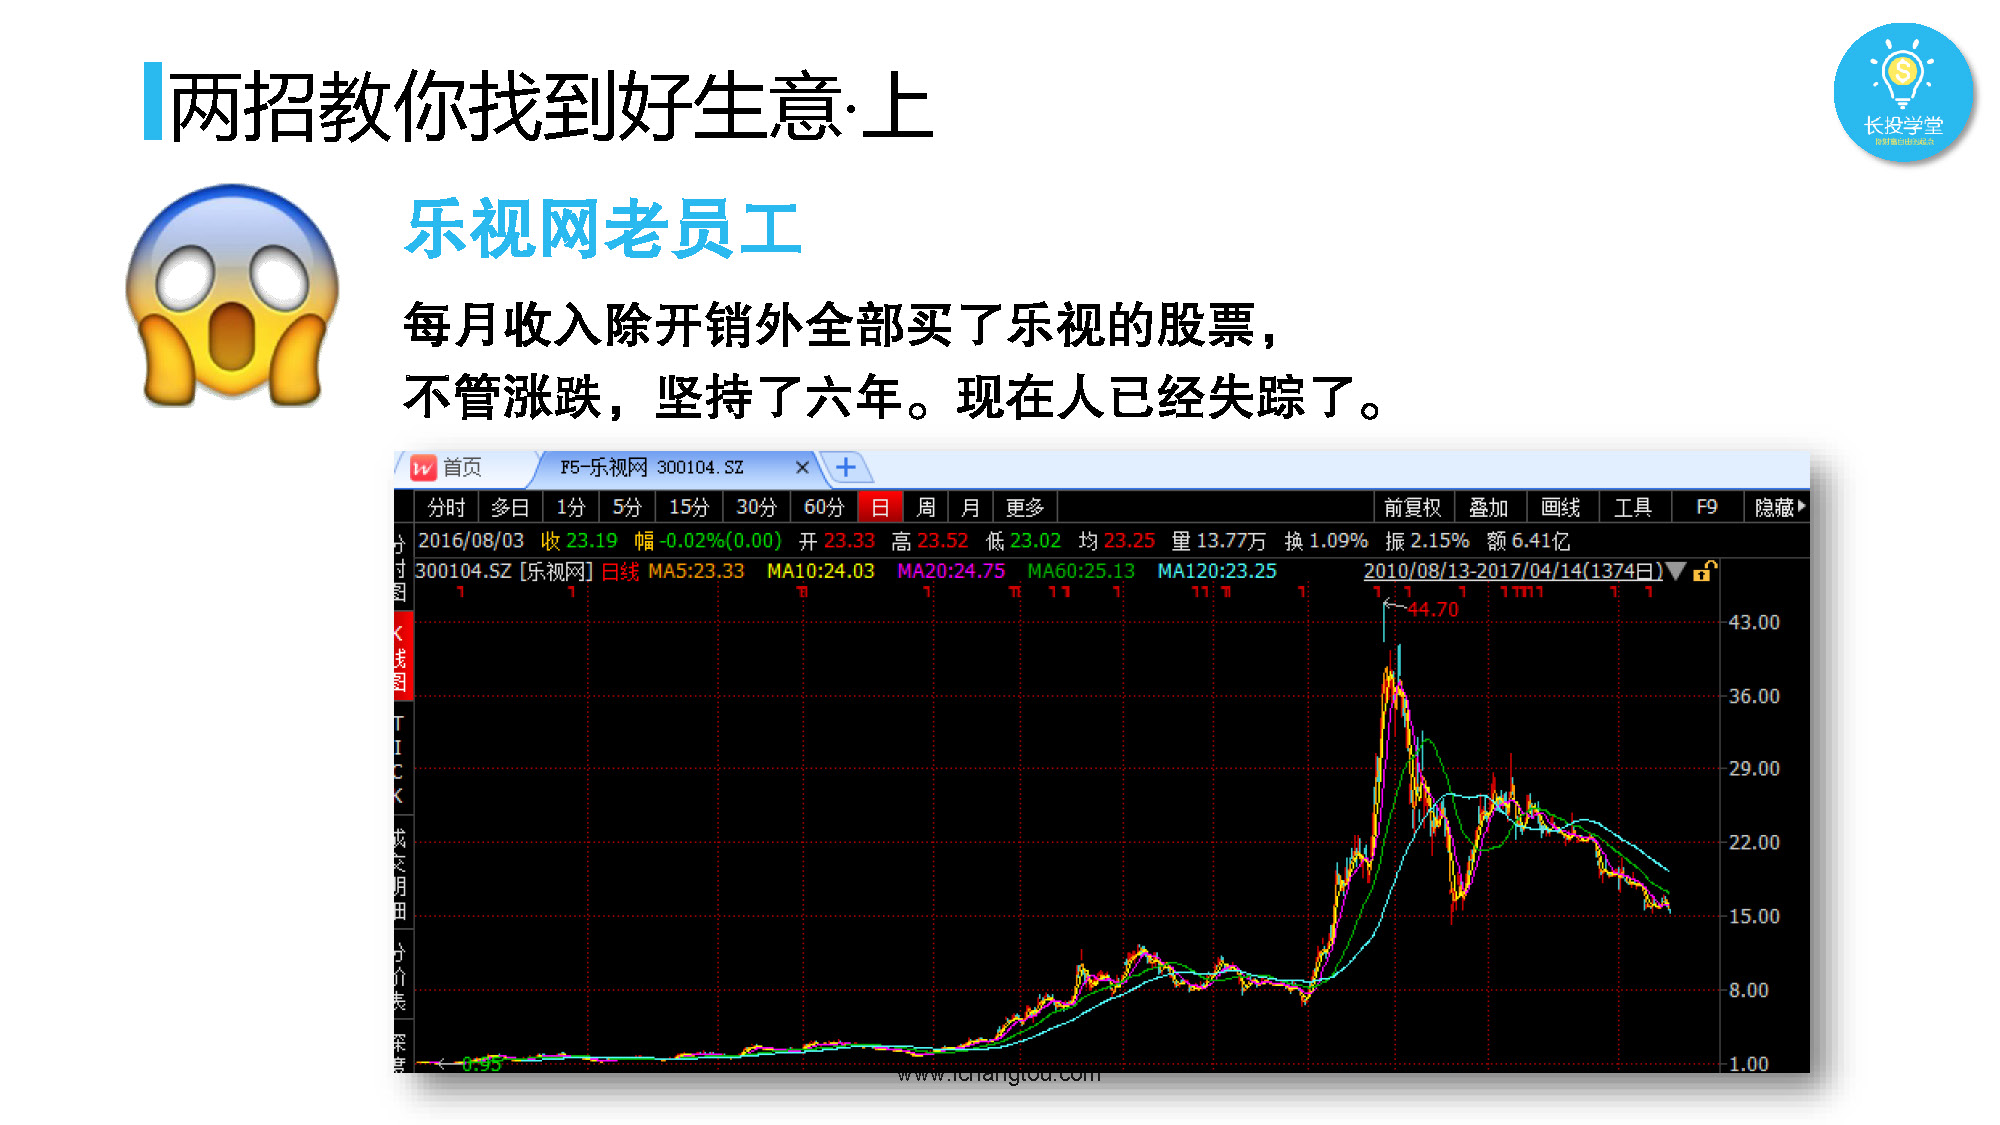 两招教你找到好生意·上
长投学堂
乐视网老员工
每月收入除开销外全部买了乐视的股票，
不管涨跌，坚持了六年。现在人已经失踪了。
首页 F5-乐视网 300104.SZ
分时 多日 1分 5分 15分 30分 60分 日 周 月 更多 前复权 叠加 画线 工具 F9 隐藏
2016/08/03 收 23.19 幅 -0.02%(0.00) 开 23.33 高 23.52 低 23.02 均 23.25 量 13.77万 换 1.09% 振 2.15% 额 6.41亿
300104.SZ [乐视网] 日线 MA5:23.33 MA10:24.03 MA20:24.75 MA60:25.13 MA120:23.25 2010/08/13-2017/04/14(1374日)
44.70
43.00
K线图
36.00
TICK
29.00
成交明细
22.00
15.00
分价表
8.00
深度
0.95
1.00
www.ichangtou.com